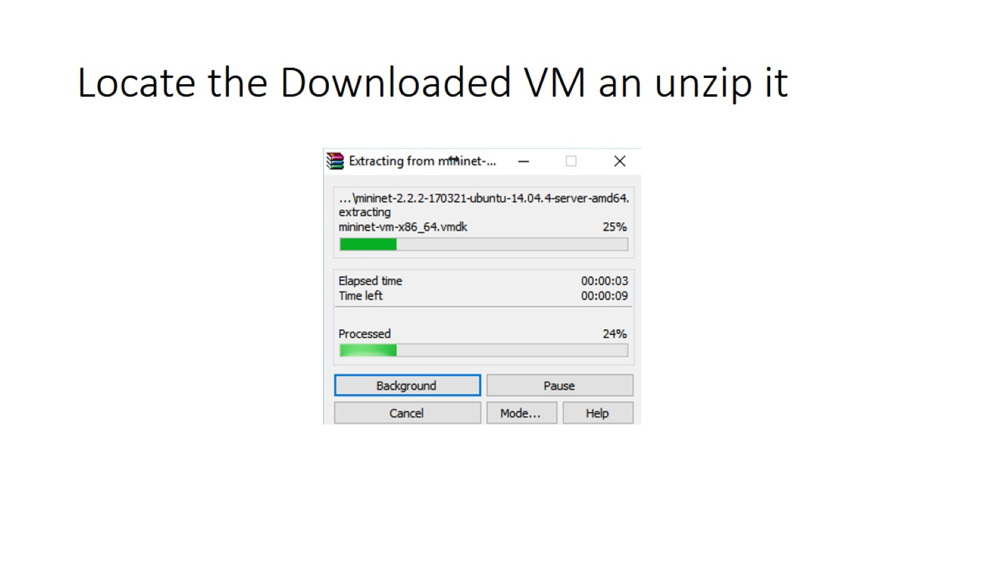 Locate the Downloaded VM an unzip it
Extracting from mininet-...
...\mininet-2.2.2-170321-ubuntu-14.04.4-server-amd64.
extracting
mininet-vm-x86_64.vmdk 25%
Elapsed time 00:00:03
Time left 00:00:09
Processed 24%
Background Pause
Cancel Mode... Help